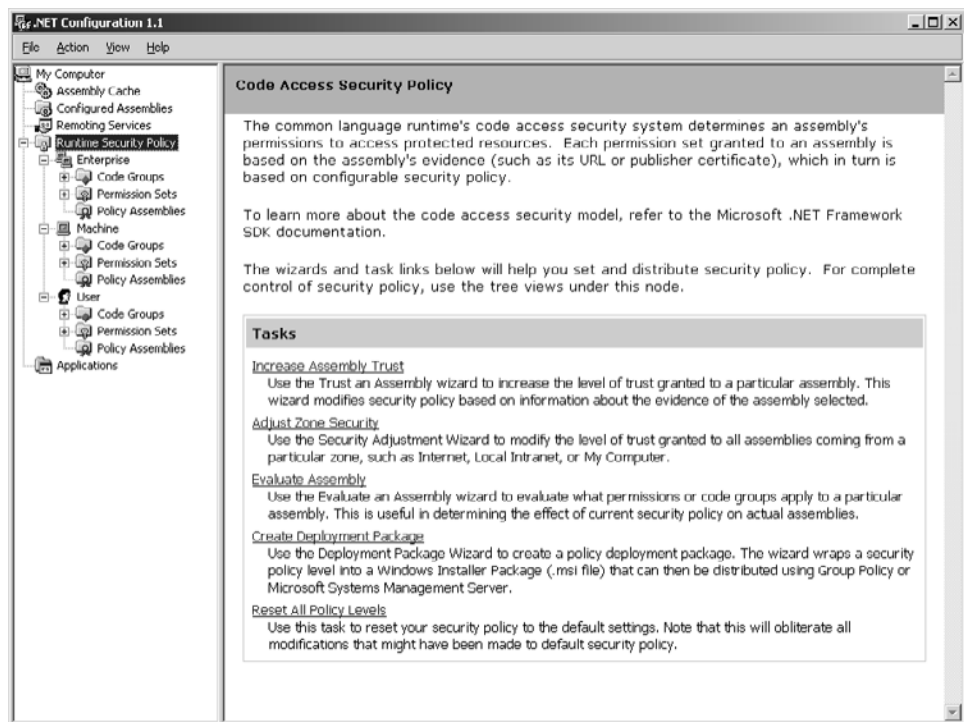 .NET Configuration 1.1
File Action View Help
My Computer
Assembly Cache
Configured Assemblies
Remoting Services
Runtime Security Policy
Enterprise
Code Groups
Permission Sets
Policy Assemblies
Machine
Code Groups
Permission Sets
Policy Assemblies
User
Code Groups
Permission Sets
Policy Assemblies
Applications
Code Access Security Policy
The common language runtime's code access security system determines an assembly's
permissions to access protected resources. Each permission set granted to an assembly is
based on the assembly's evidence (such as its URL or publisher certificate), which in turn is
based on configurable security policy.
To learn more about the code access security model, refer to the Microsoft .NET Framework
SDK documentation.
The wizards and task links below will help you set and distribute security policy. For complete
control of security policy, use the tree views under this node.
Tasks
Increase Assembly Trust
Use the Trust an Assembly wizard to increase the level of trust granted to a particular assembly. This
wizard modifies security policy based on information about the evidence of the assembly selected.
Adjust Zone Security
Use the Security Adjustment Wizard to modify the level of trust granted to all assemblies coming from a
particular zone, such as Internet, Local Intranet, or My Computer.
Evaluate Assembly
Use the Evaluate an Assembly wizard to evaluate what permissions or code groups apply to a particular
assembly. This is useful in determining the effect of current security policy on actual assemblies.
Create Deployment Package
Use the Deployment Package Wizard to create a policy deployment package. The wizard wraps a security
policy level into a Windows Installer Package (.msi file) that can then be distributed using Group Policy or
Microsoft Systems Management Server.
Reset All Policy Levels
Use this task to reset your security policy to the default settings. Note that this will obliterate all
modifications that might have been made to default security policy.